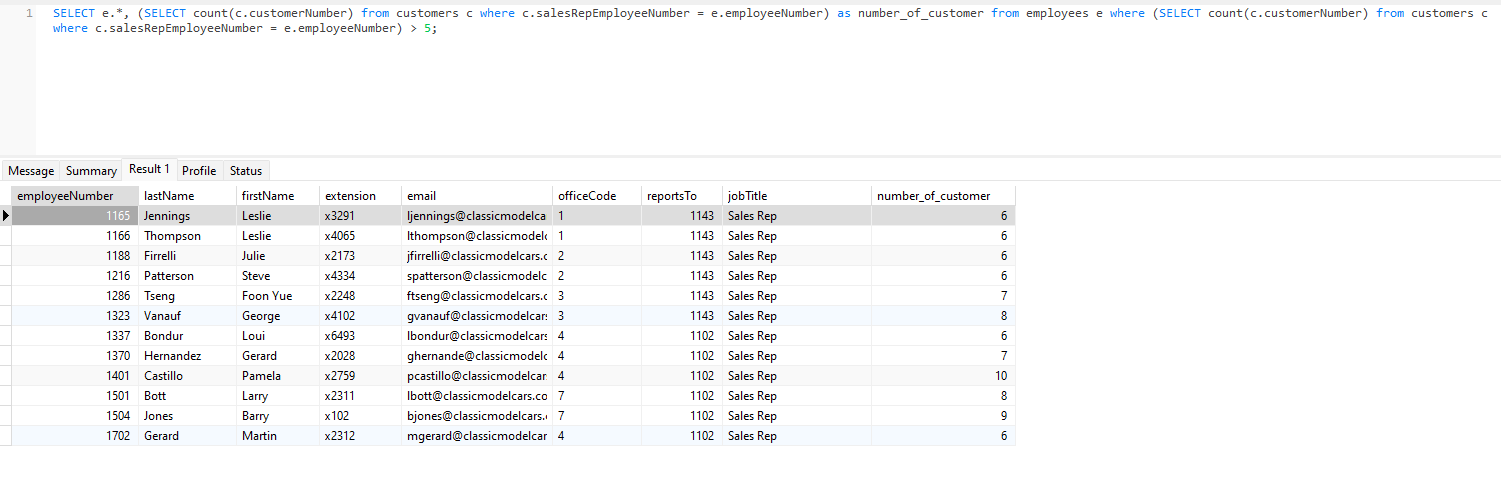 1 SELECT e.*, (SELECT count(c.customerNumber) from customers c where c.salesRepEmployeeNumber = e.employeeNumber) as number_of_customer from employees e where (SELECT count(c.customerNumber) from customers c
where c.salesRepEmployeeNumber = e.employeeNumber) > 5;
Message Summary Result 1 Profile Status
employeeNumber lastName firstName extension email officeCode reportsTo jobTitle number_of_customer
1165 Jennings Leslie x3291 ljennings@classicmodelca 1 1143 Sales Rep 6
1166 Thompson Leslie x4065 lthompson@classicmodelc 1 1143 Sales Rep 6
1188 Firrelli Julie x2173 jfirrelli@classicmodelcars.c 2 1143 Sales Rep 6
1216 Patterson Steve x4334 spatterson@classicmodelc 2 1143 Sales Rep 6
1286 Tseng Foon Yue x2248 ftseng@classicmodelcars.c 3 1143 Sales Rep 7
1323 Vanauf George x4102 gvanauf@classicmodelcars 3 1143 Sales Rep 8
1337 Bondur Loui x6493 lbondur@classicmodelcars 4 1102 Sales Rep 6
1370 Hernandez Gerard x2028 ghernande@classicmodelc 4 1102 Sales Rep 7
1401 Castillo Pamela x2759 pcastillo@classicmodelcar 4 1102 Sales Rep 10
1501 Bott Larry x2311 lbott@classicmodelcars.co 7 1102 Sales Rep 8
1504 Jones Barry x102 bjones@classicmodelcars. 7 1102 Sales Rep 9
1702 Gerard Martin x2312 mgerard@classicmodelcar 4 1102 Sales Rep 6